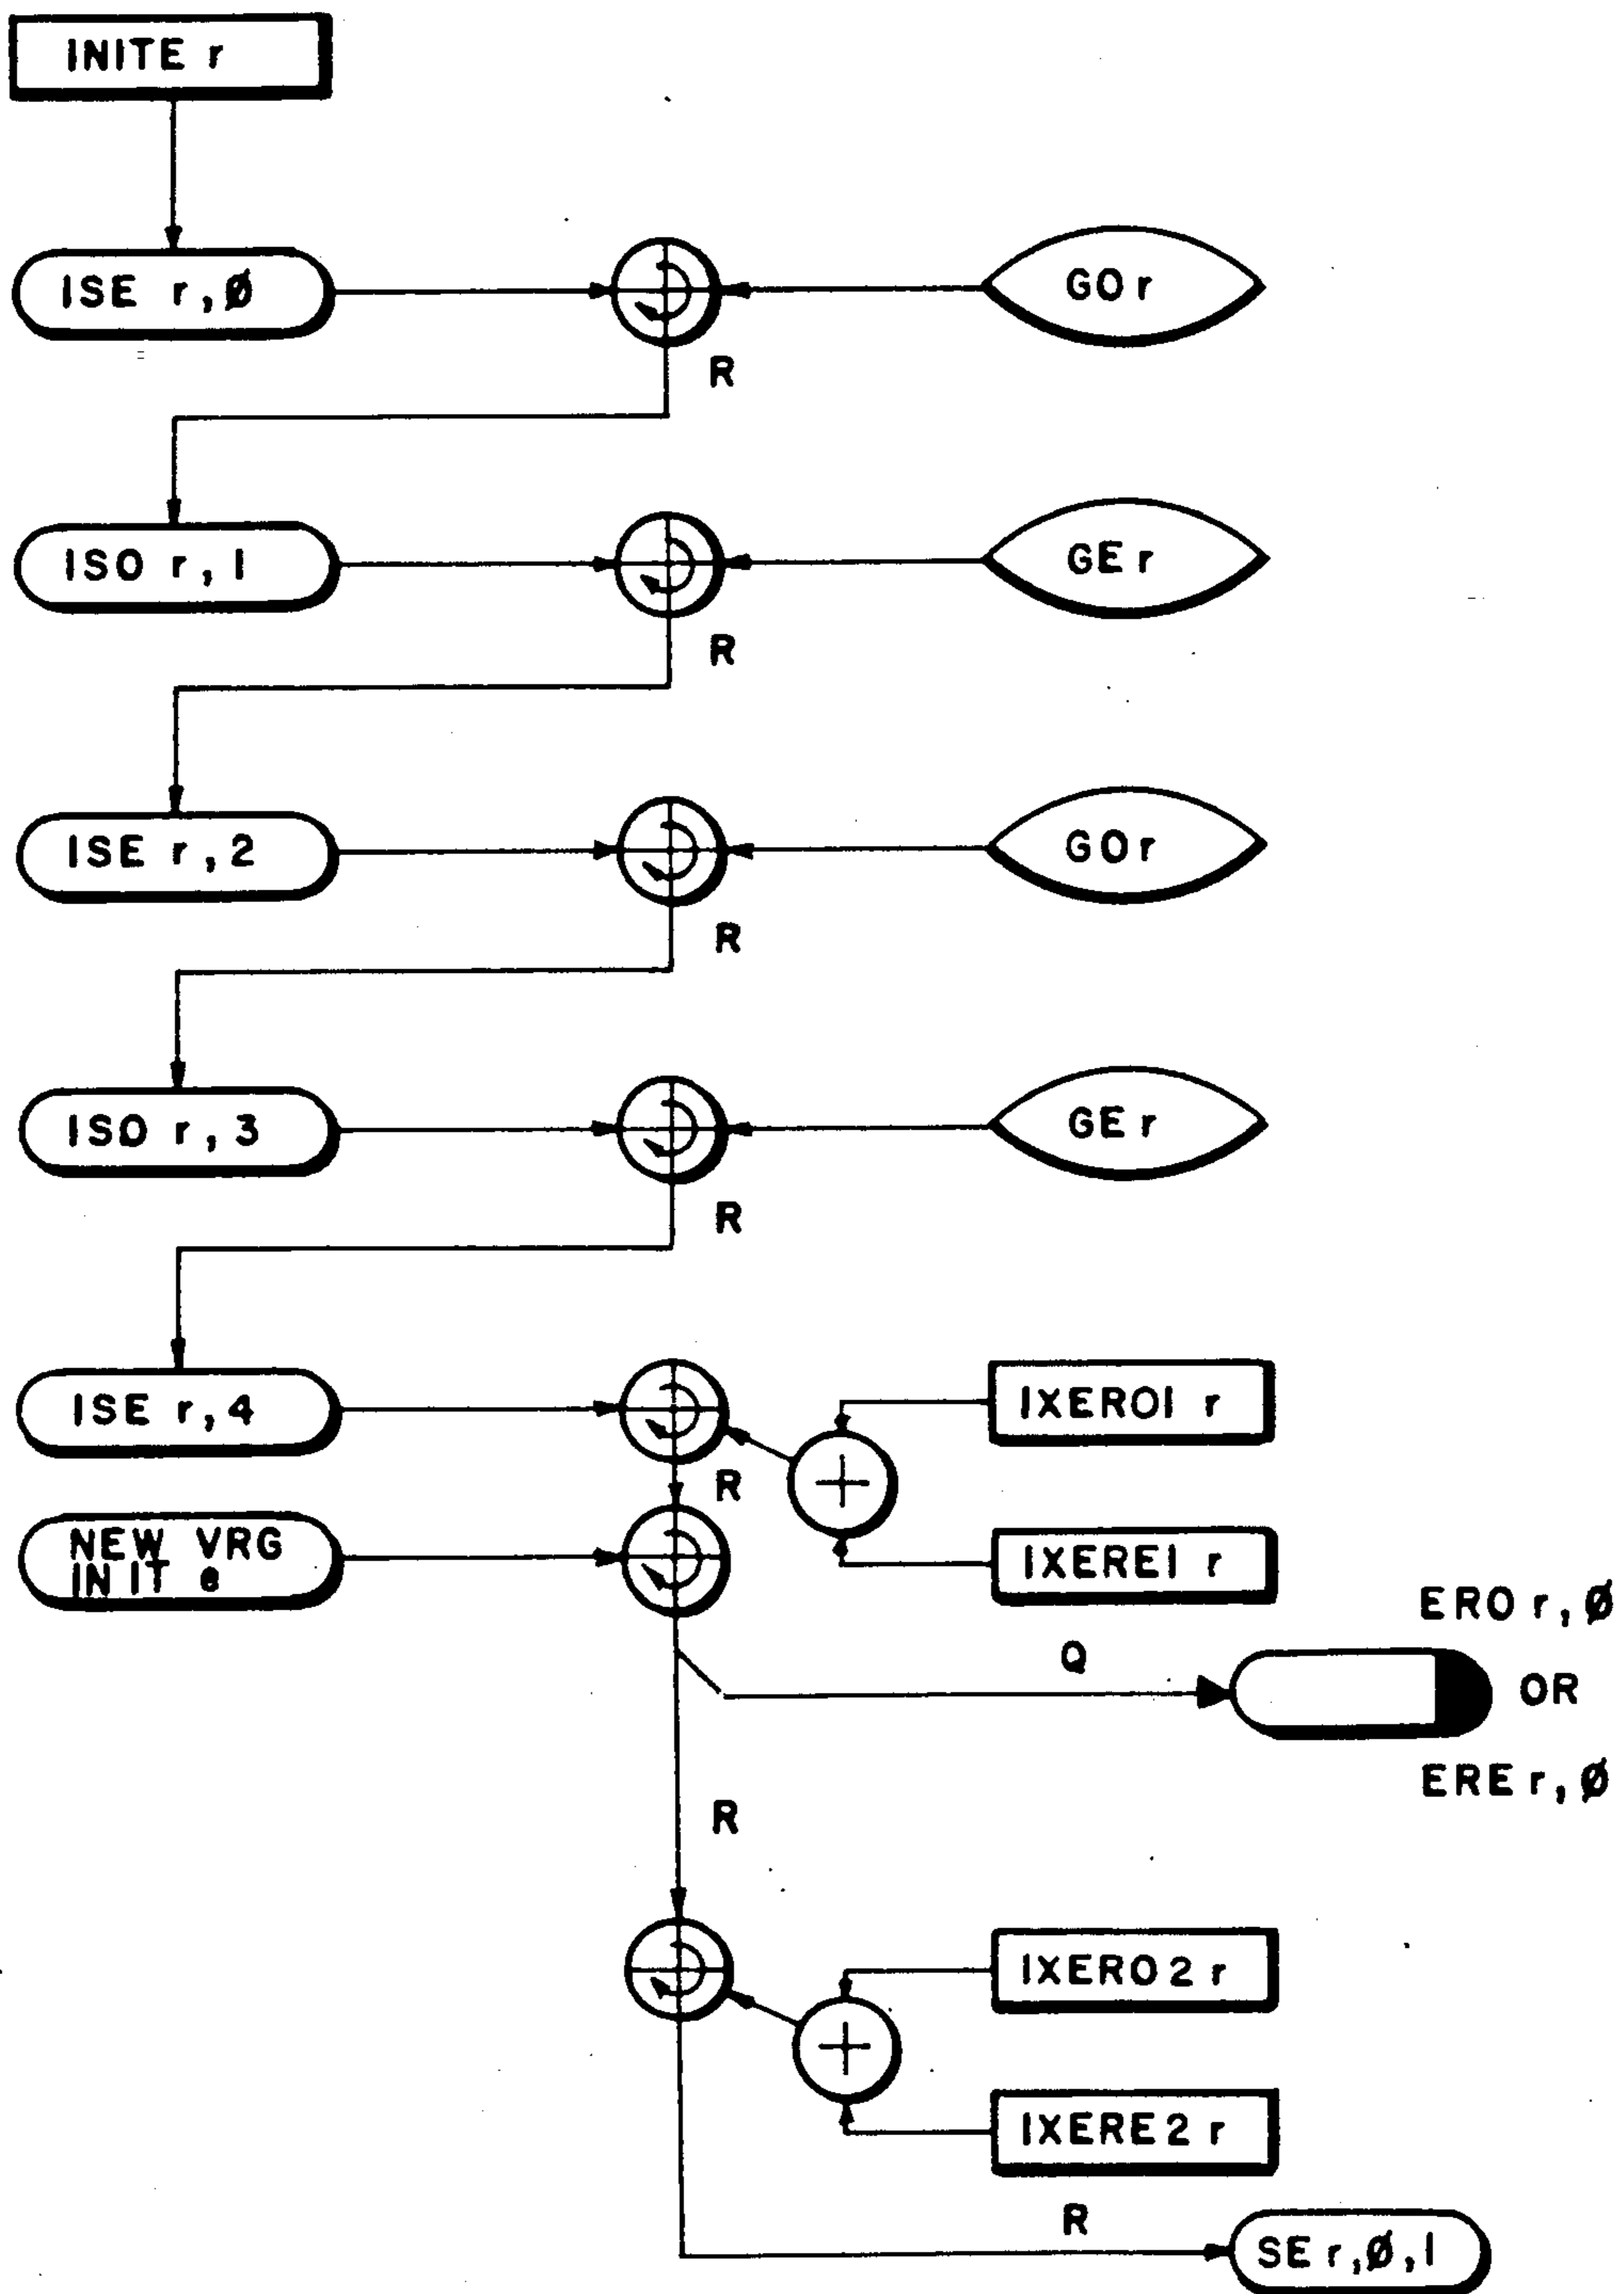 INITE r
ISE r,Ø
GO r
R
ISO r,1
GE r
R
ISE r,2
GO r
R
ISO r,3
GE r
R
ISE r,4
IXERO1 r
R
NEW VRG
INIT e
IXERE1 r
ERO r,Ø
Q
OR
ERE r,Ø
R
IXERO2 r
IXERE2 r
R
SE r,Ø,1